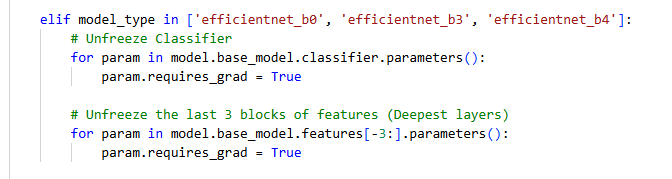 elif model_type in ['efficientnet_b0', 'efficientnet_b3', 'efficientnet_b4']:
# Unfreeze Classifier
for param in model.base_model.classifier.parameters():
param.requires_grad = True
# Unfreeze the last 3 blocks of features (Deepest layers)
for param in model.base_model.features[-3:].parameters():
param.requires_grad = True